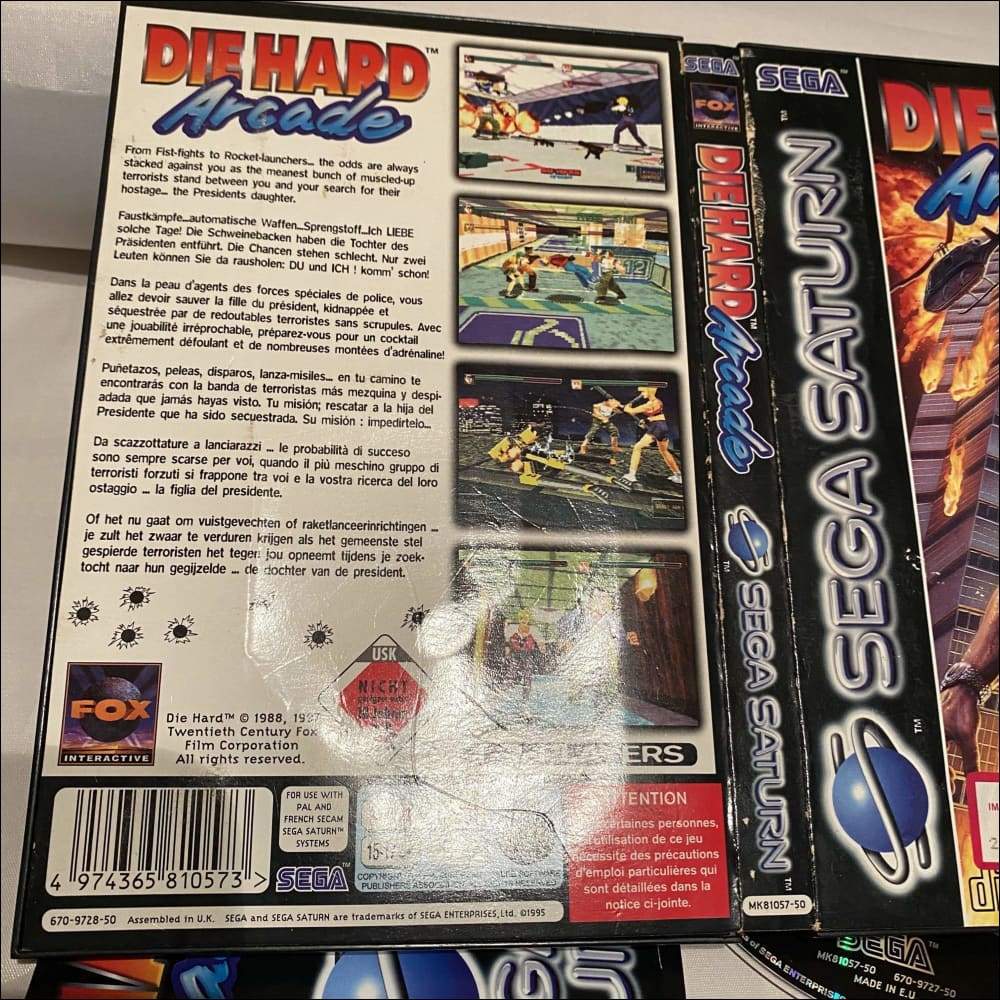 DIE HARD™
Arcade
From Fist-fights to Rocket-launchers... the odds are always
stacked against you as the meanest bunch of muscled-up
terrorists stand between you and your search for their
hostage... the Presidents daughter.
Faustkämpfe...automatische Waffen...Sprengstoff...Ich LIEBE
solche Tage! Die Schweinebacken haben die Tochter des
Präsidenten entführt. Die Chancen stehen schlecht. Nur zwei
Leuten können Sie da rausholen: DU und ICH ! komm' schon!
Dans la peau d'agents des forces spéciales de police, vous
allez devoir sauver la fille du président, kidnappée et
séquestrée par de redoutables terroristes sans scrupules. Avec
une jouabilité irréprochable, préparez-vous pour un cocktail
extrêmement défoulant et de nombreuses montées d'adrénaline!
Puñetazos, peleas, disparos, lanza-misiles... en tu camino te
encontrarás con la banda de terroristas más mezquina y despi-
adada que jamás hayas visto. Tu misión; rescatar a la hija del
Presidente que ha sido secuestrada. Su misión : impedirtelo...
Da scazzottature a lanciarazzi ... le probabilità di successo
sono sempre scarse per voi, quando il più meschino gruppo di
terroristi forzuti si frappone tra voi e la vostra ricerca del loro
ostaggio ... la figlia del presidente.
Of het nu gaat om vuistgevechten of raketlanceerinrichtingen ...
je zult het zwaar te verduren krijgen als het gemeenste stel
gespierde terroristen het tegen jou opneemt tijdens je zoek-
tocht naar hun gegijzelde ... de dochter van de president.
USK
NICHT
FOX
INTERACTIVE
Die Hard™ © 1988,
Twentieth Century Fox
Film Corporation
All rights reserved.
FOR USE WITH
PAL AND
FRENCH SECAM
SEGA SATURN™
SYSTEMS
4 974365 810573 >
SEGA™
ATTENTION
certaines personnes,
l'utilisation de ce jeu
nécessite des précautions
d'emploi particulières qui
sont détaillées dans la
notice ci-jointe.
670-9728-50 Assembled in U.K. SEGA and SEGA SATURN are trademarks of SEGA ENTERPRISES, Ltd. ©1995
SEGA
FOX
INTERACTIVE
DIE HARD™
Arcade
™
SEGA SATURN™
MK81057-50
SEGA™
™
SEGA SATURN
™
DIE
SEGA™
MK81057-50 670-9727-50
MADE IN E.U
of SEGA ENTERPRISES